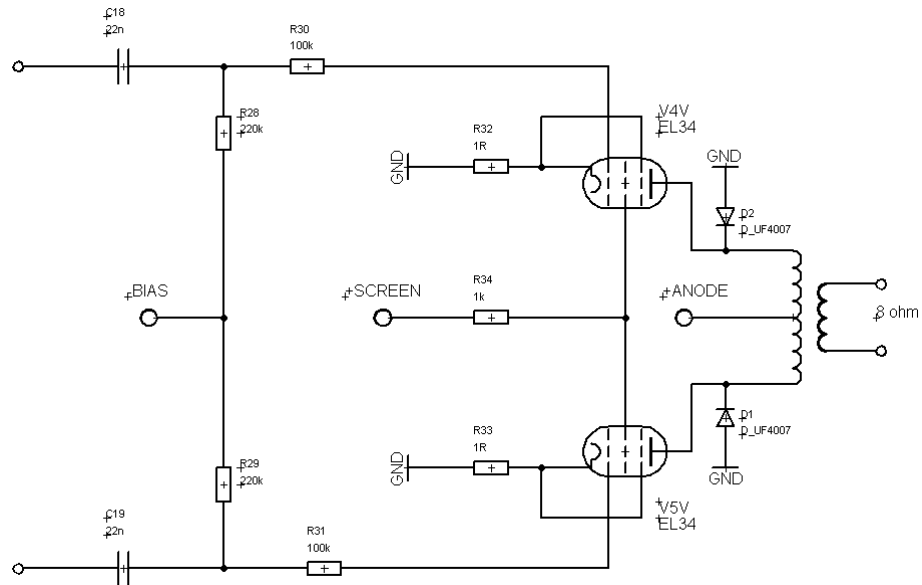 C18
22n
R30
100k
R28
220k
R32
1R
GND
V4V
EL34
GND
D2
D_UF4007
BIAS
SCREEN
R34
1k
ANODE
8 ohm
R33
1R
GND
D1
D_UF4007
GND
R29
220k
V5V
EL34
C19
22n
R31
100k